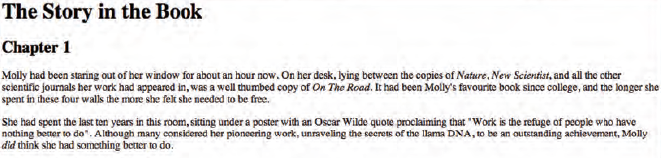 The Story in the Book
Chapter 1
Molly had been staring out of her window for about an hour now. On her desk, lying between the copies of Nature, New Scientist, and all the other
scientific journals her work had appeared in, was a well thumbed copy of On The Road. It had been Molly's favourite book since college, and the longer she
spent in these four walls the more she felt she needed to be free.
She had spent the last ten years in this room, sitting under a poster with an Oscar Wilde quote proclaiming that "Work is the refuge of people who have
nothing better to do". Although many considered her pioneering work, unraveling the secrets of the llama DNA, to be an outstanding achievement, Molly
did think she had something better to do.